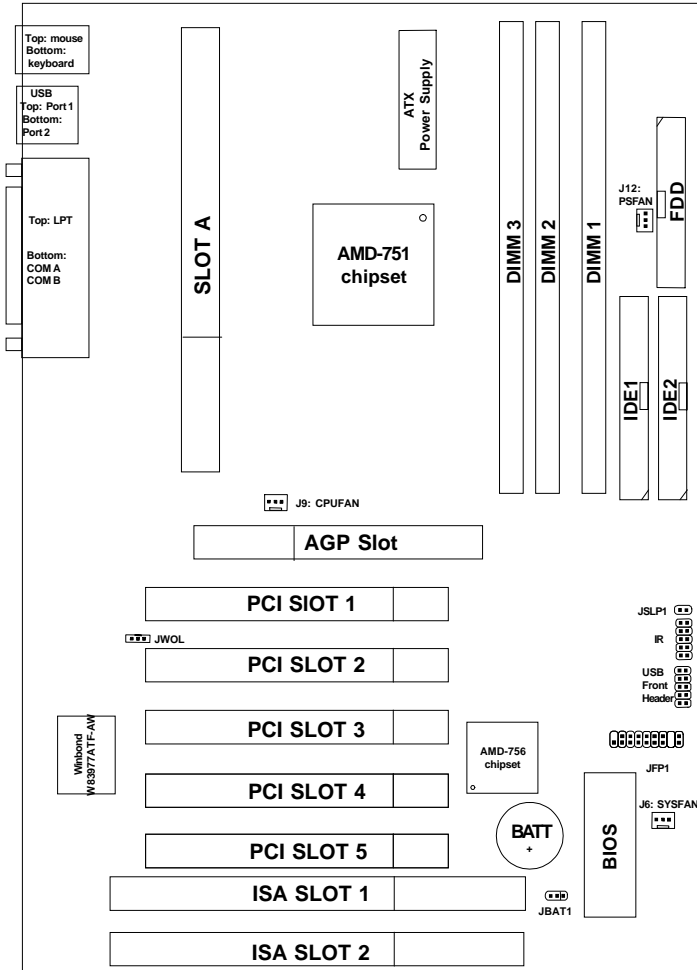 Top: mouse
Bottom:
keyboard
USB
Top: Port 1
Bottom:
Port 2
Top: LPT
Bottom:
COM A
COM B
SLOT A
ATX
Power Supply
AMD-751
chipset
DIMM 3
DIMM 2
DIMM 1
J12:
PSFAN
FDD
IDE1
IDE2
J9: CPUFAN
AGP Slot
PCI SlOT 1
JWOL
PCI SLOT 2
PCI SLOT 3
PCI SLOT 4
PCI SLOT 5
ISA SLOT 1
ISA SLOT 2
Winbond
W83977ATF-AW
AMD-756
chipset
BATT
+
JBAT1
BIOS
JSLP1
IR
USB
Front
Header
JFP1
J6: SYSFAN